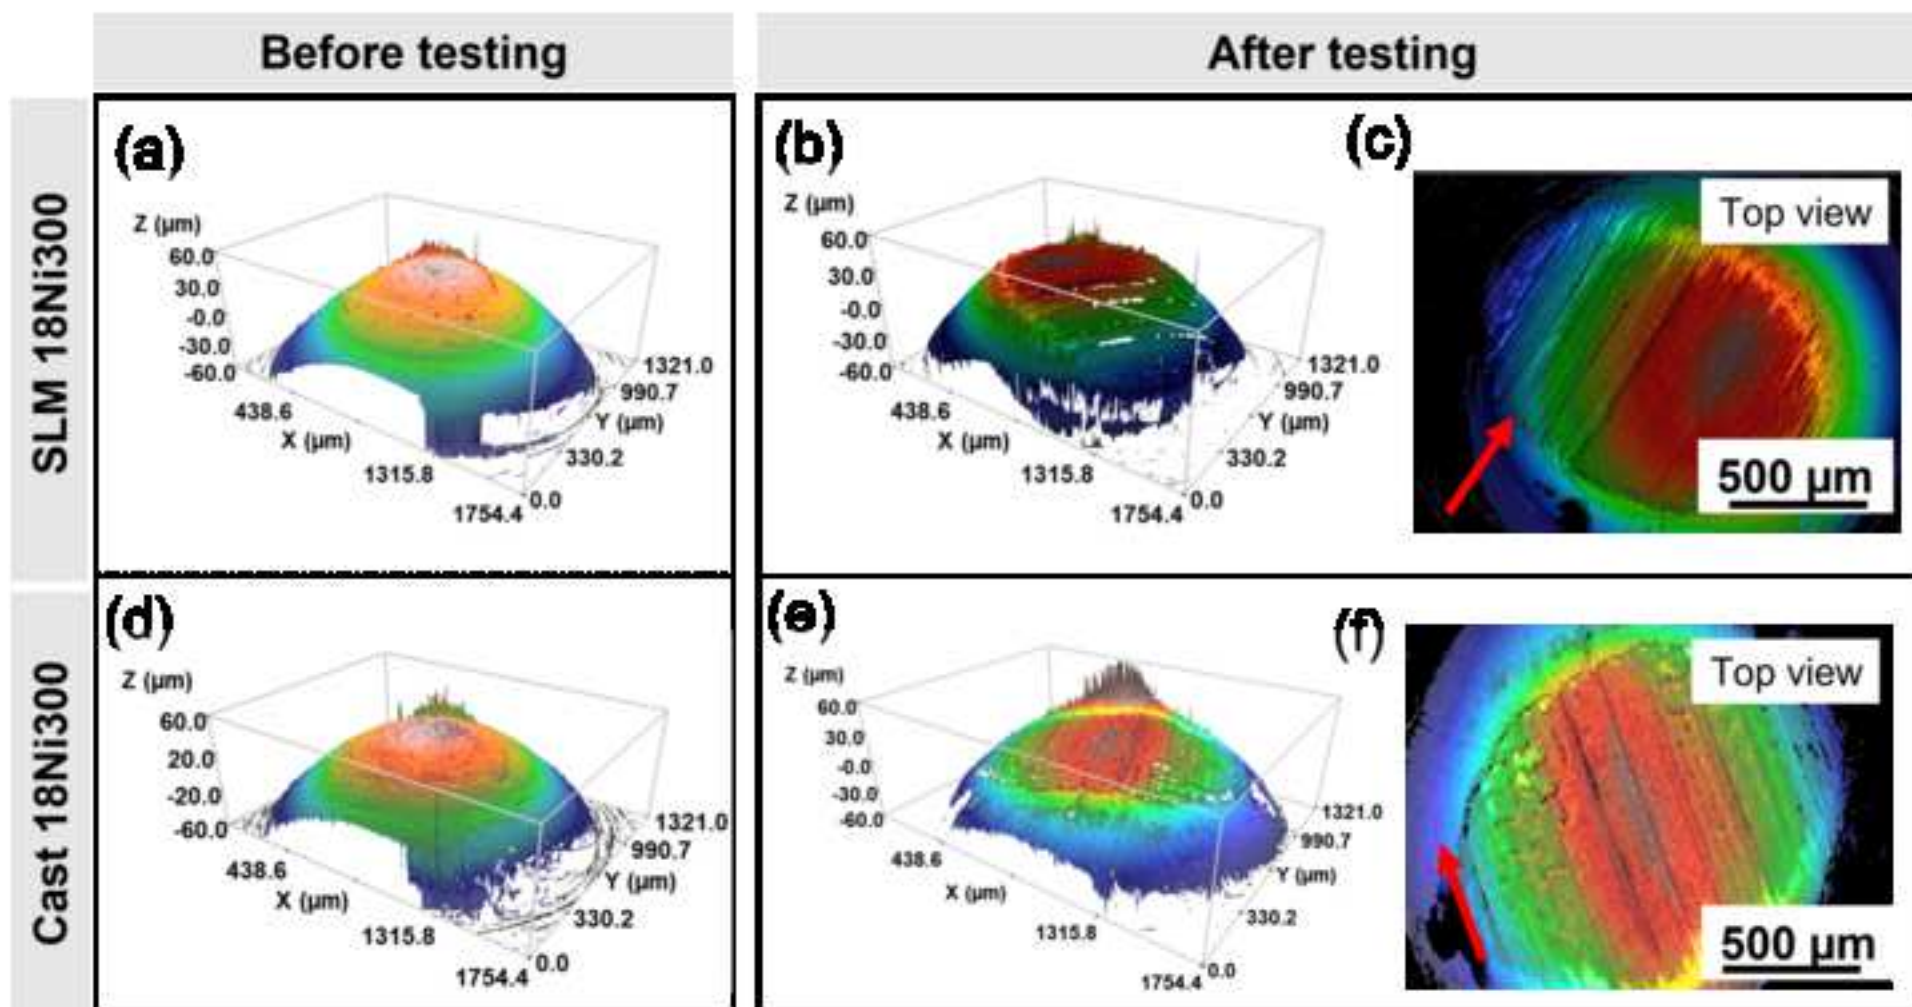 Before testing
After testing
SLM 18Ni300
(a)
Z (µm)
60.0
30.0
-0.0
-30.0
-60.0
438.6
X (µm)
1315.8
1754.4
0.0
330.2
Y (µm)
990.7
1321.0
(b)
Z (µm)
60.0
30.0
-0.0
-30.0
-60.0
438.6
X (µm)
1315.8
1754.4
0.0
330.2
Y (µm)
990.7
1321.0
(c)
Top view
500 µm
Cast 18Ni300
(d)
Z (µm)
60.0
20.0
-20.0
-60.0
438.6
X (µm)
1315.8
1754.4
0.0
330.2
Y (µm)
990.7
1321.0
(e)
Z (µm)
60.0
30.0
-0.0
-30.0
-60.0
438.6
X (µm)
1315.8
1754.4
0.0
330.2
Y (µm)
990.7
1321.0
(f)
Top view
500 µm